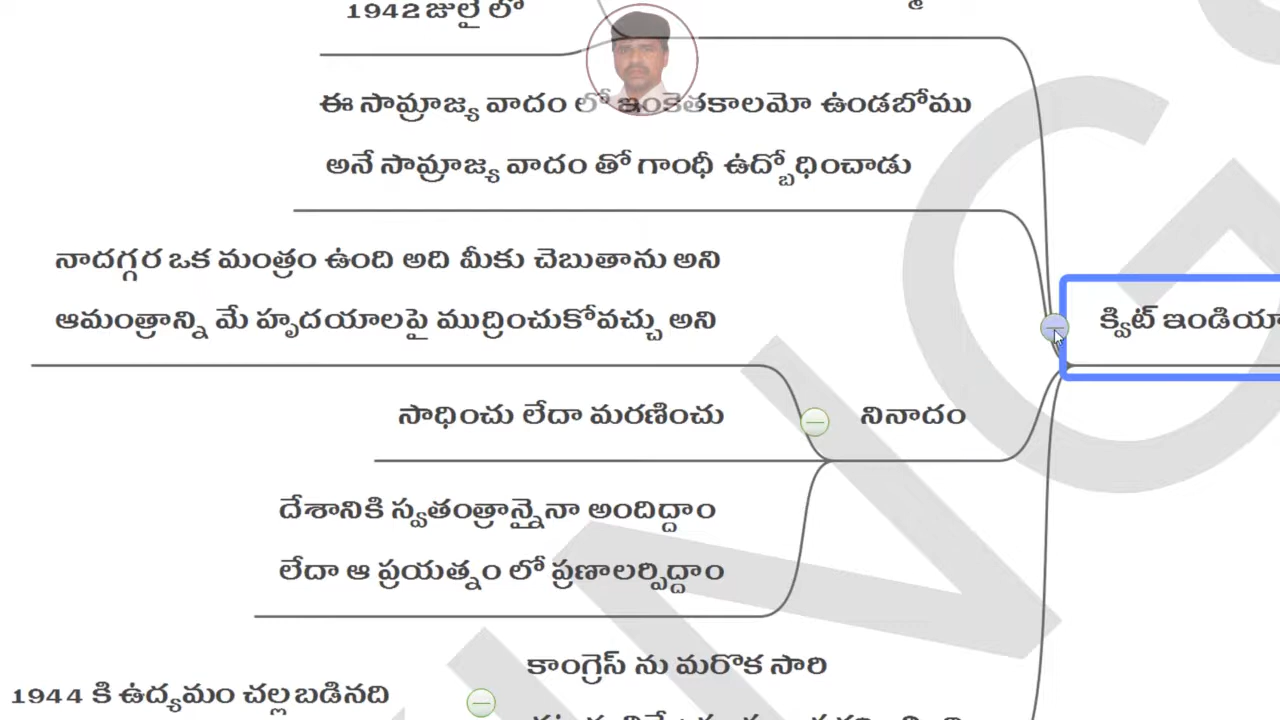 1942 జులై లో
ఈ సామ్రాజ్య వాదం లో ఇంకెతకాలమో ఉండబోము
అనే సామ్రాజ్య వాదం తో గాంధీ ఉద్బోధించాడు
నాదగ్గర ఒక మంత్రం ఉంది అది మీకు చెబుతాను అని
ఆమంత్రాన్ని మే హృదయాలపై ముద్రించుకోవచ్చు అని
క్విట్ ఇండియా
సాధించు లేదా మరణించు
నినాదం
దేశానికి స్వతంత్రాన్నైనా అందిద్దాం
లేదా ఆ ప్రయత్నం లో ప్రణాలర్పిద్దాం
కాంగ్రెస్ ను మరొక సారి
1944 కి ఉద్యమం చల్లబడినది